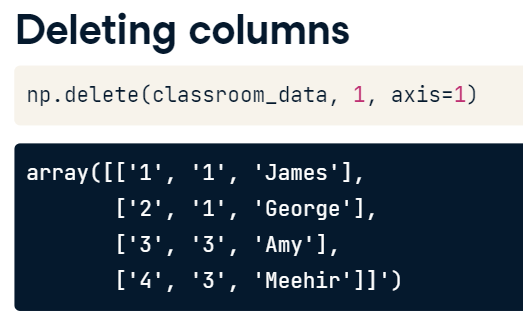 Deleting columns
np.delete(classroom_data, 1, axis=1)
array([['1', '1', 'James'],
['2', '1', 'George'],
['3', '3', 'Amy'],
['4', '3', 'Meehir']]')